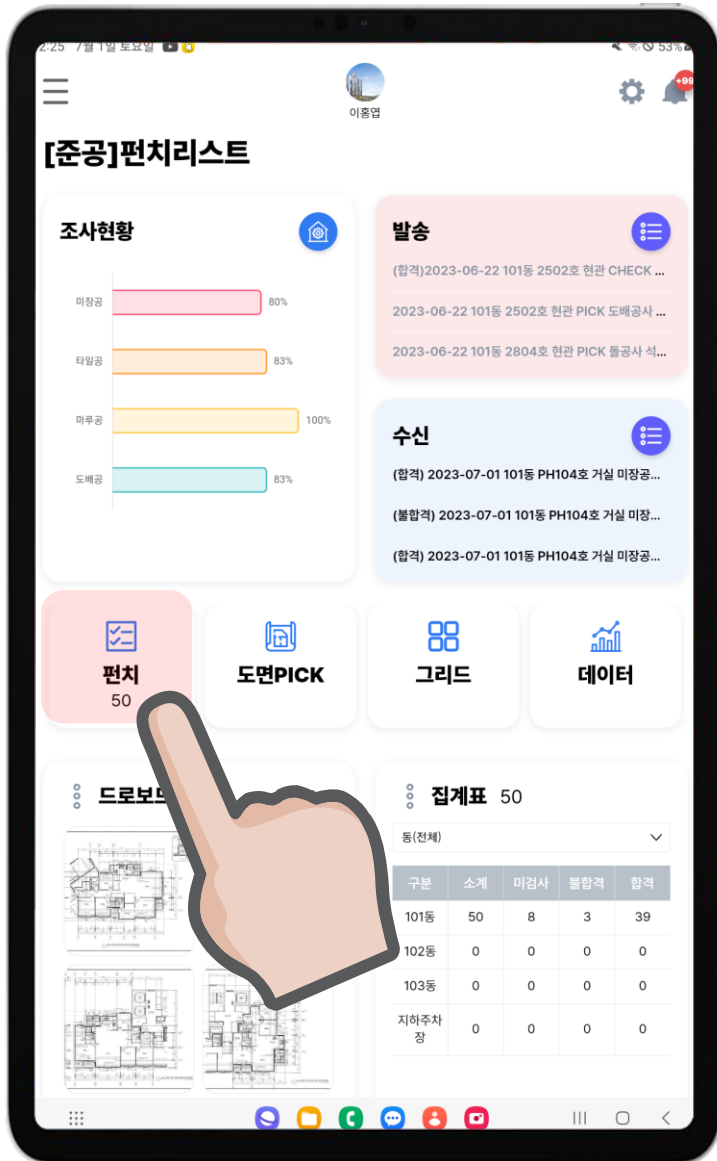 2:25 7월 1일 토요일
53%
+99
이홍엽
[준공]펀치리스트
조사현황
미장공 80%
타일공 83%
마루공 100%
도배공 83%
발송
(합격)2023-06-22 101동 2502호 현관 CHECK ...
2023-06-22 101동 2502호 현관 PICK 도배공사 ...
2023-06-22 101동 2804호 현관 PICK 돌공사 석...
수신
(합격) 2023-07-01 101동 PH104호 거실 미장공...
(불합격) 2023-07-01 101동 PH104호 거실 미장...
(합격) 2023-07-01 101동 PH104호 거실 미장공...
펀치
50
도면PICK
그리드
데이터
드로보드
집계표 50
동(전체)
구분 소계 미검사 불합격 합격
101동 50 8 3 39
102동 0 0 0 0
103동 0 0 0 0
지하주차
장 0 0 0 0